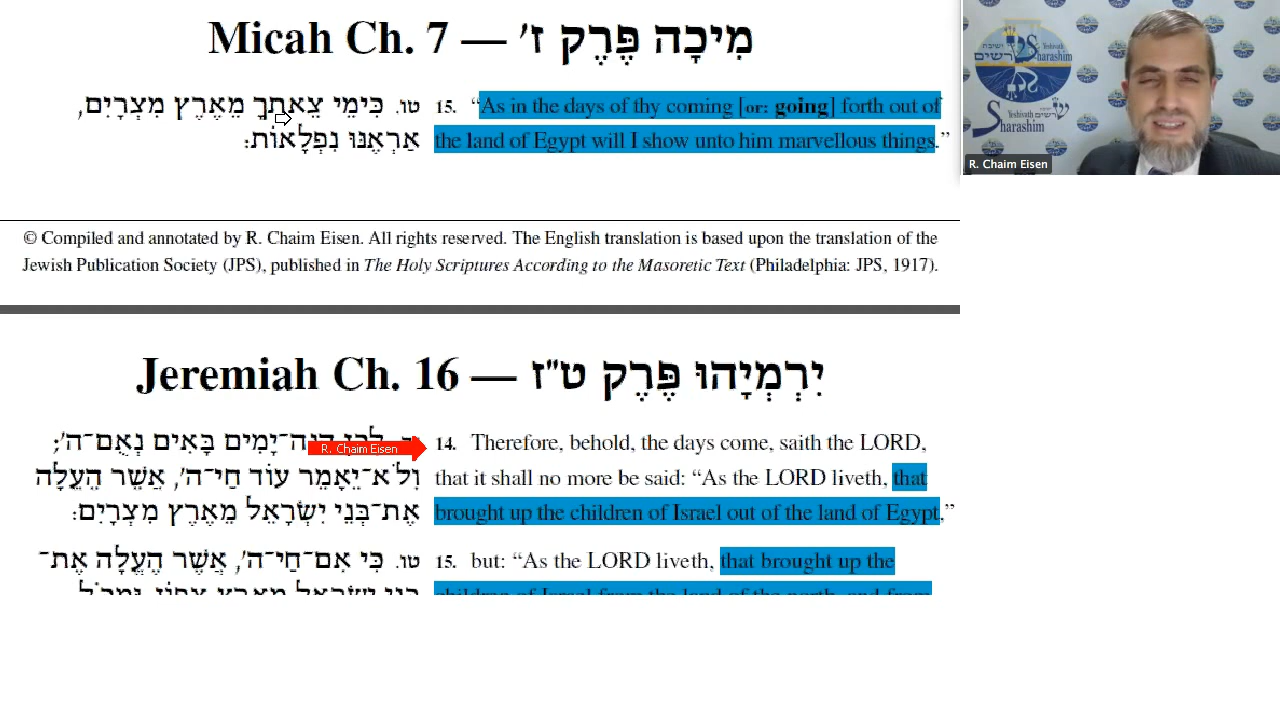 Micah Ch. 7 — מִיכָה פֶּרֶק ז'
טו. כִּימֵי צֵאתְךָ מֵאֶרֶץ מִצְרָיִם,
אַרְאֶנּוּ נִפְלָאוֹת:
15. “As in the days of thy coming [or: going] forth out of
the land of Egypt will I show unto him marvellous things.”
© Compiled and annotated by R. Chaim Eisen. All rights reserved. The English translation is based upon the translation of the
Jewish Publication Society (JPS), published in The Holy Scriptures According to the Masoretic Text (Philadelphia: JPS, 1917).
Jeremiah Ch. 16 — יִרְמְיָהוּ פֶּרֶק ט"ז
יָמִים בָּאִים נְאֻם־ה';
וְלֹא־יֵאָמֵר עוֹד חַי־ה', אֲשֶׁר הֶעֱלָה
אֶת־בְּנֵי יִשְׂרָאֵל מֵאֶרֶץ מִצְרָיִם:
14. Therefore, behold, the days come, saith the LORD,
that it shall no more be said: “As the LORD liveth, that
brought up the children of Israel out of the land of Egypt,”
טו. כִּי אִם־חַי־ה', אֲשֶׁר הֶעֱלָה אֶת־
15. but: “As the LORD liveth, that brought up the
R. Chaim Eisen
ישיבת שרשים
Yeshivath
Sharashim
Yeshivath
Sharashim
R. Chaim Eisen